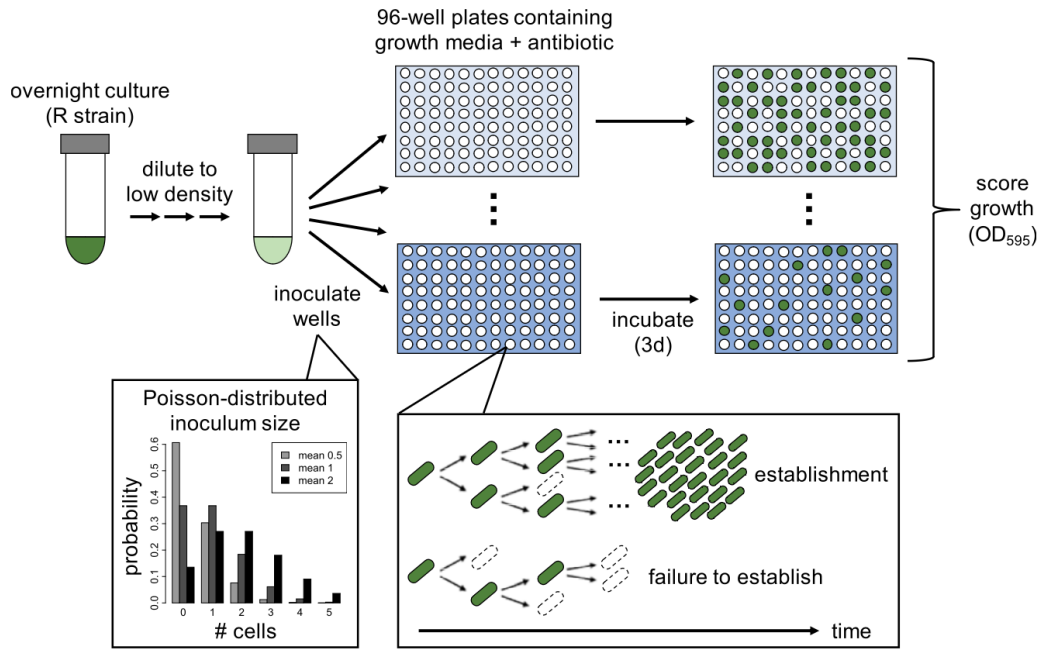 96-well plates containing
growth media + antibiotic
overnight culture
(R strain)
dilute to
low density
inoculate
wells
incubate
(3d)
score
growth
(OD₅₉₅)
Poisson-distributed
inoculum size
mean 0.5
mean 1
mean 2
probability
0.0
0.1
0.2
0.3
0.4
0.5
0.6
0 1 2 3 4 5
# cells
establishment
failure to establish
time